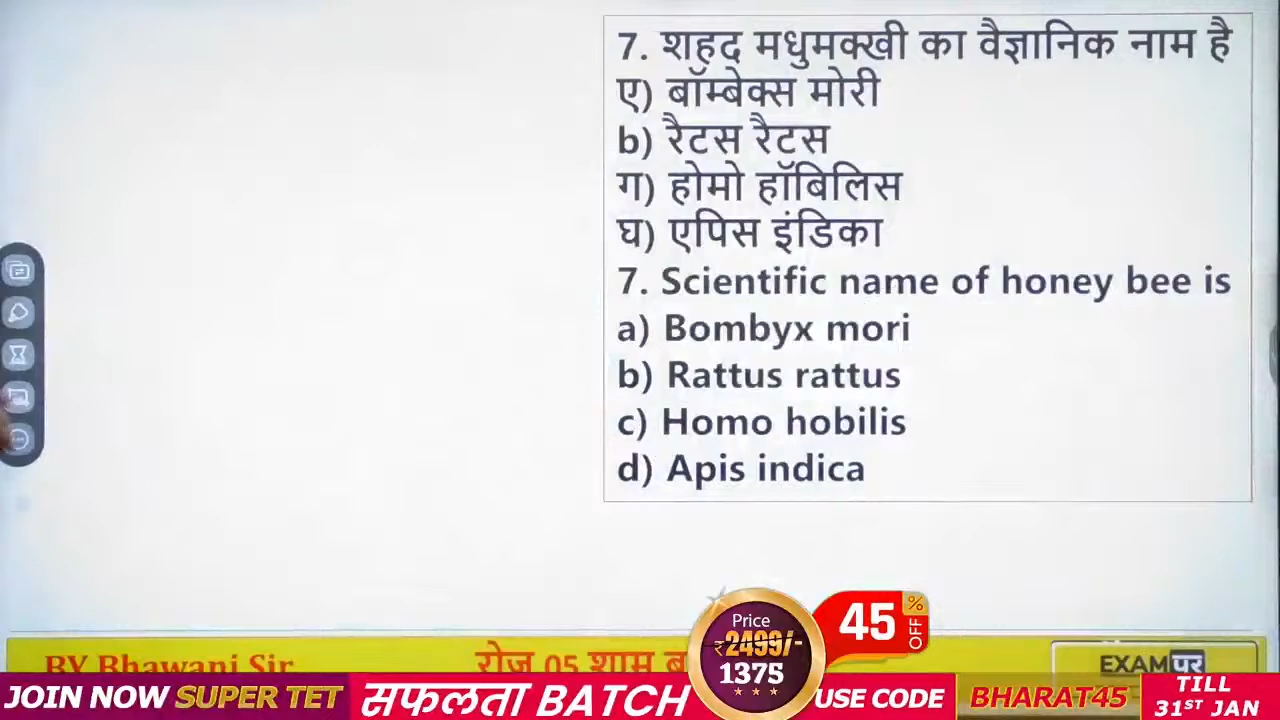 7. शहद मधुमक्खी का वैज्ञानिक नाम है
ए) बॉम्बेक्स मोरी
b) रैटस रैटस
ग) होमो हॉबिलिस
घ) एपिस इंडिका
7. Scientific name of honey bee is
a) Bombyx mori
b) Rattus rattus
c) Homo hobilis
d) Apis indica
BY Bhawani Sir
रोज 05 शाम
Price
₹2499/-
1375
45% OFF
EXAMपुर
JOIN NOW SUPER TET सफलता BATCH
USE CODE BHARAT45
TILL
31ST JAN